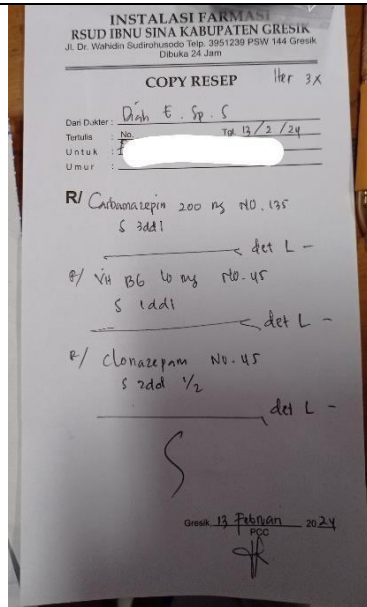 INSTALASI FARMASI
RSUD IBNU SINA KABUPATEN GRESIK
Jl. Dr. Wahidin Sudirohusodo Telp. 3951239 PSW 144 Gresik
Dibuka 24 Jam
COPY RESEP Iter 3x
Dari Dokter : Diah E. Sp. S
Tertulis : No. Tgl. 13/2/24
Untuk :
Umur :
R/ Carbamazepin 200 mg NO. 135
S 3dd1
det L -
R/ Vit B6 10 mg NO. 45
S 1dd1
det L -
R/ Clonazepam No. 45
S 2dd 1/2
det L -
Gresik, 13 Februari 2024
PCC